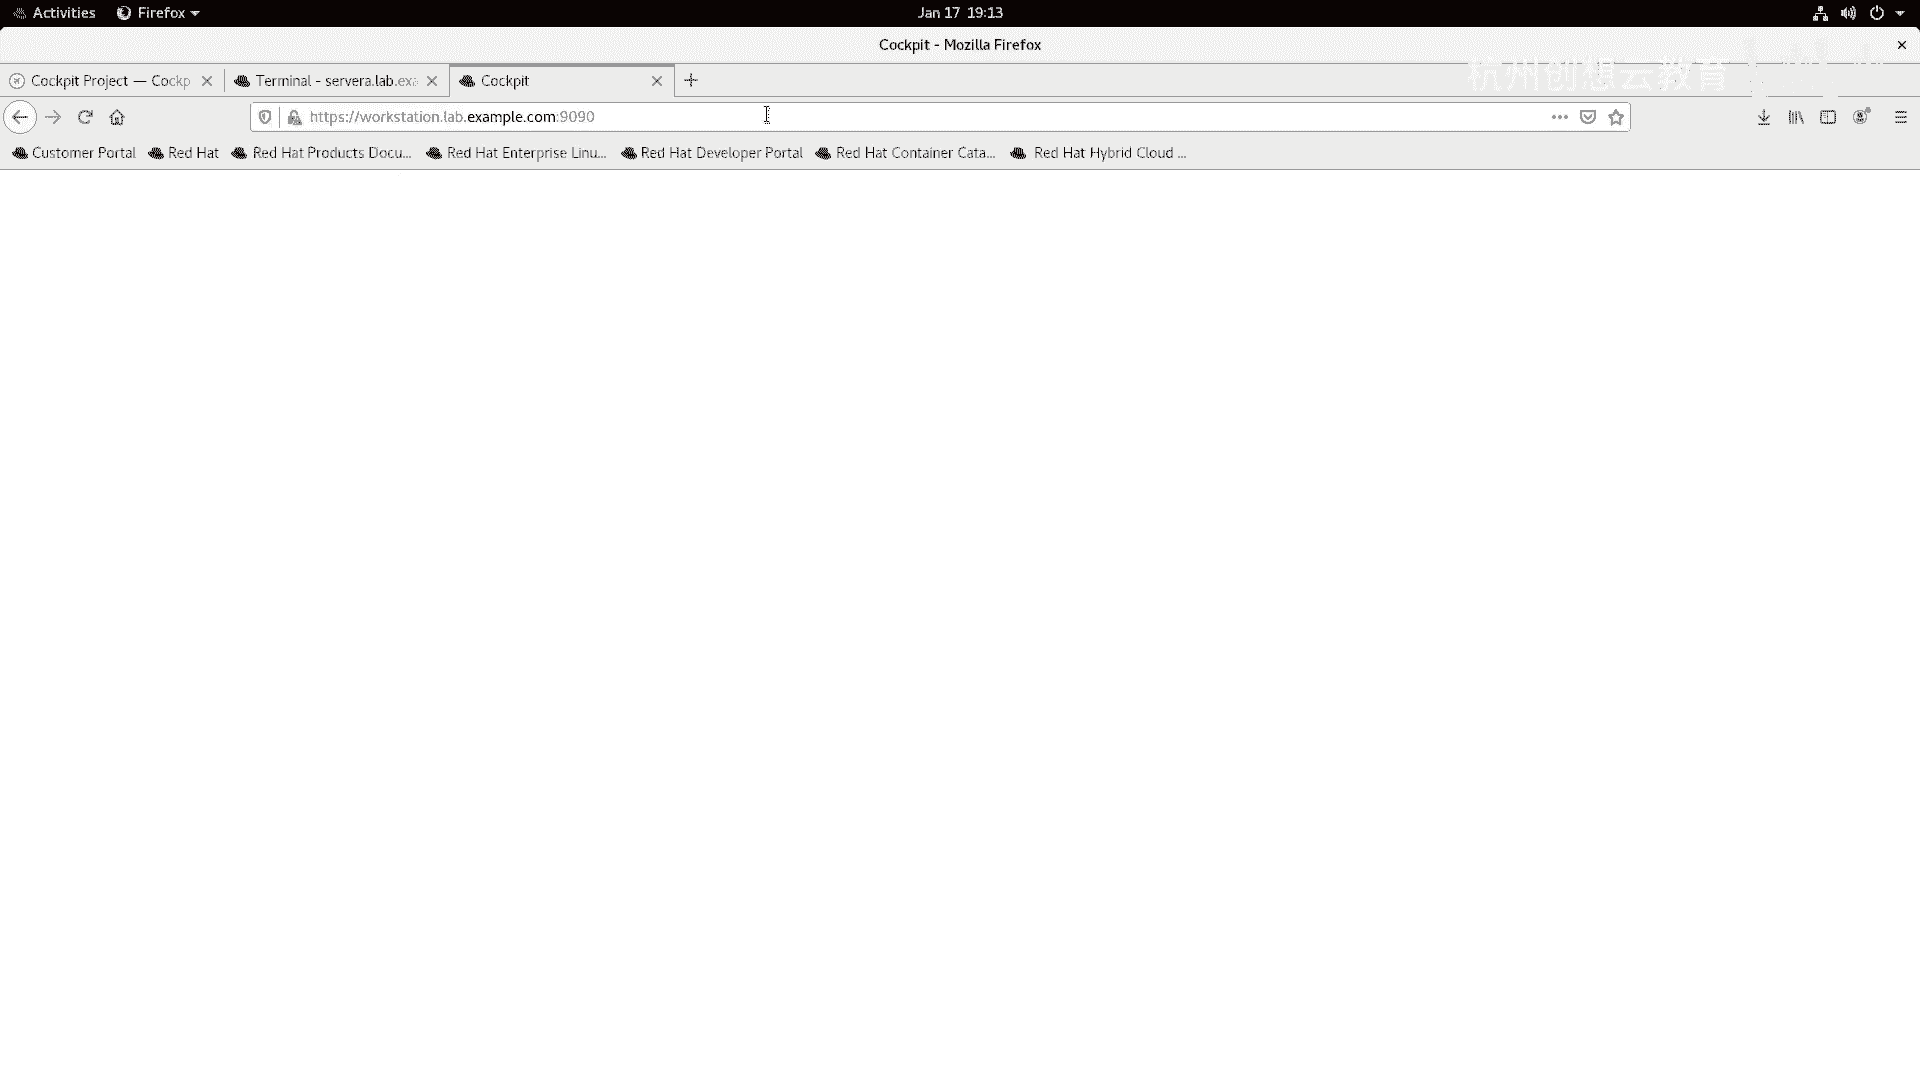 Activities Firefox Jan 17 19:13
Cockpit - Mozilla Firefox
杭州创想云教育
Cockpit Project — Cockp Terminal - servera.lab.exa Cockpit
https://workstation.lab.example.com:9090
Customer Portal Red Hat Red Hat Products Docu... Red Hat Enterprise Linu... Red Hat Developer Portal Red Hat Container Cata... Red Hat Hybrid Cloud ...